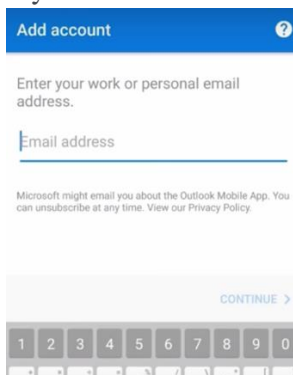 Add account ?
Enter your work or personal email
address.
Email address
Microsoft might email you about the Outlook Mobile App. You
can unsubscribe at any time. View our Privacy Policy.
CONTINUE >
1 2 3 4 5 6 7 8 9 0